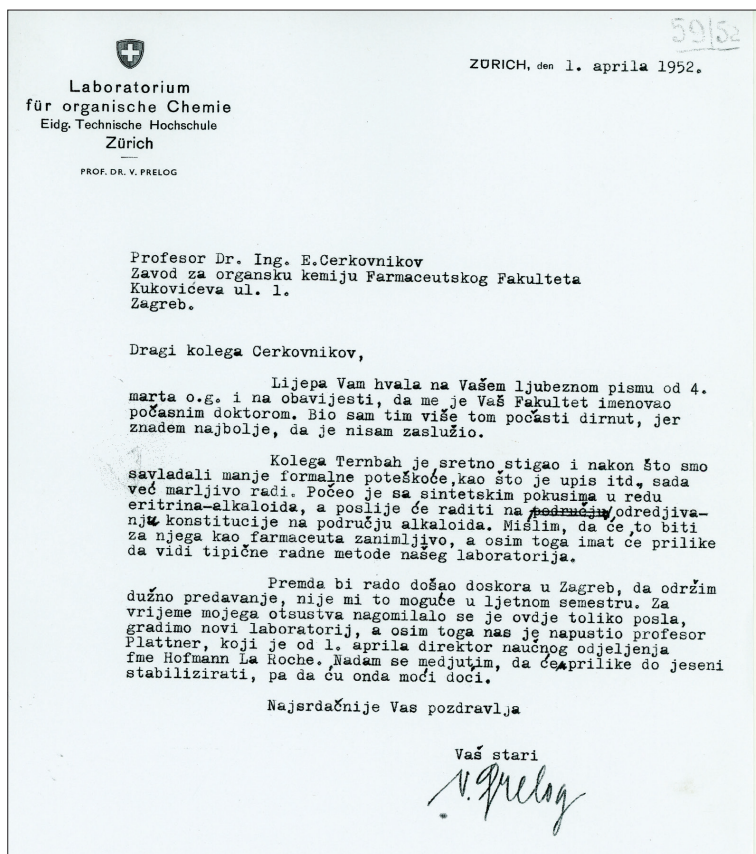 59/52
ZÜRICH, den 1. aprila 1952.
Laboratorium
für organische Chemie
Eidg. Technische Hochschule
Zürich
PROF. DR. V. PRELOG
Profesor Dr. Ing. E.Cerkovnikov
Zavod za organsku kemiju Farmaceutskog Fakulteta
Kukovićeva ul. 1.
Zagreb.
Dragi kolega Cerkovnikov,
Lijepa Vam hvala na Vašem ljubeznom pismu od 4.
marta o.g. i na obavijesti, da me je Vaš Fakultet imenovao
počasnim doktorom. Bio sam tim više tom počasti dirnut, jer
znadem najbolje, da je nisam zaslužio.
Kolega Ternbah je sretno stigao i nakon što smo
savladali manje formalne poteškoće,kao što je upis itd., sada
već marljivo radi. Počeo je sa sintetskim pokusima u redu
eritrina-alkaloida, a poslije će raditi na području odredjiva-
nju konstitucije na području alkaloida. Mislim, da će to biti
za njega kao farmaceuta zanimljivo, a osim toga imat će prilike
da vidi tipične radne metode našeg laboratorija.
Premda bi rado došao doskora u Zagreb, da održim
dužno predavanje, nije mi to moguće u ljetnom semestru. Za
vrijeme mojega otsustva nagomilalo se je ovdje toliko posla,
gradimo novi laboratorij, a osim toga nas je napustio profesor
Plattner, koji je od 1. aprila direktor naučnog odjeljenja
fme Hofmann La Roche. Nadam se medjutim, da će prilike do jeseni
stabilizirati, pa da ću onda moći doći.
Najsrdačnije Vas pozdravlja
Vaš stari
V. Prelog